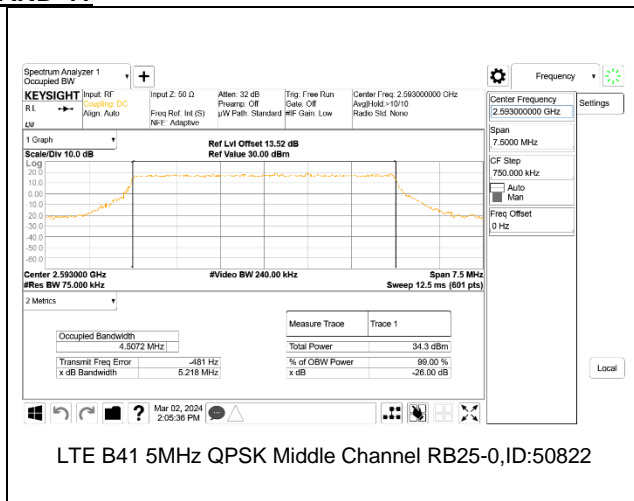 Spectrum Analyzer 1
Occupied BW
Frequency
KEYSIGHT
Input: RF
Coupling: DC
Align: Auto
Input Z: 50 Ω
Freq Ref: Int (S)
NFE: Adaptive
Atten: 32 dB
Preamp: Off
µW Path: Standard
Trig: Free Run
Gate: Off
#IF Gain: Low
Center Freq: 2.593000000 GHz
Avg|Hold:>10/10
Radio Std: None
Center Frequency
2.593000000 GHz
Settings
Span
7.5000 MHz
CF Step
750.000 kHz
Auto
Man
Freq Offset
0 Hz
1 Graph
Scale/Div 10.0 dB
Ref Lvl Offset 13.52 dB
Ref Value 30.00 dBm
Log
20.0
10.0
0.00
-10.0
-20.0
-30.0
-40.0
-50.0
-60.0
Center 2.593000 GHz
#Video BW 240.00 kHz
Span 7.5 MHz
#Res BW 75.000 kHz
Sweep 12.5 ms (601 pts)
2 Metrics
Measure Trace
Trace 1
Occupied Bandwidth
4.5072 MHz
Total Power
34.3 dBm
Transmit Freq Error
-481 Hz
% of OBW Power
99.00 %
x dB Bandwidth
5.218 MHz
x dB
-26.00 dB
Local
Mar 02, 2024
2:05:36 PM
LTE B41 5MHz QPSK Middle Channel RB25-0,ID:50822